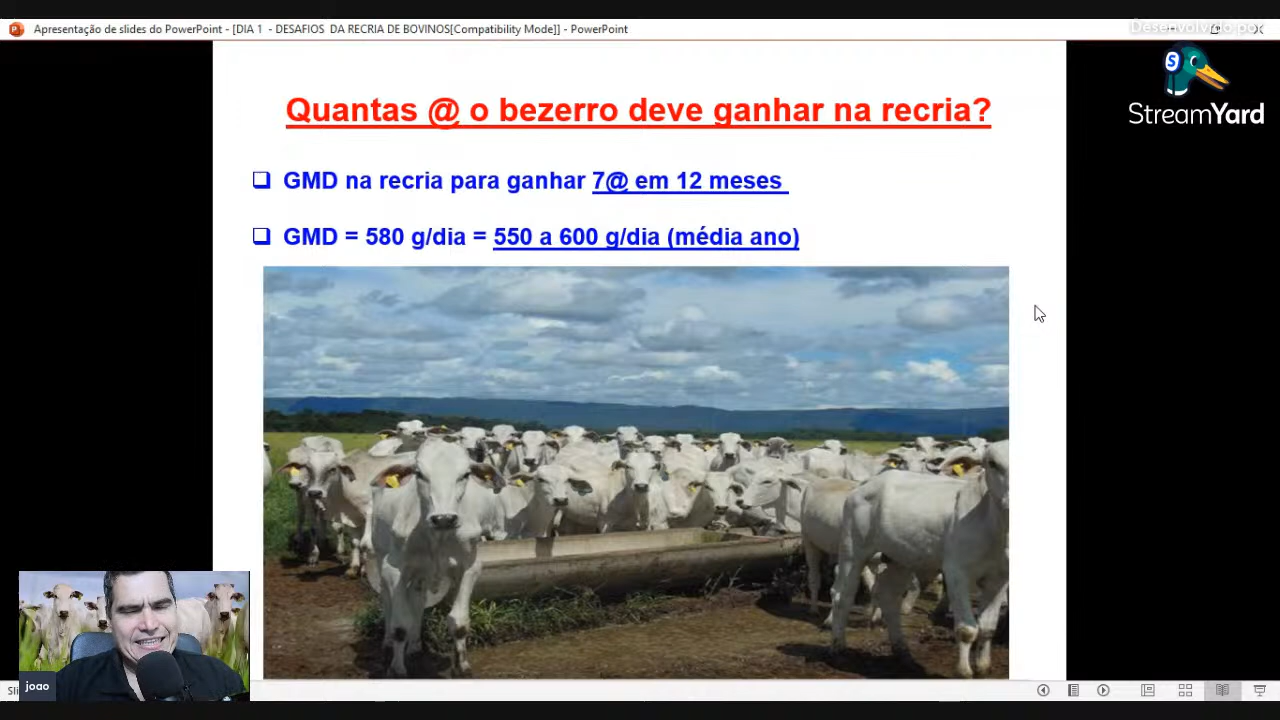 Apresentação de slides do PowerPoint - [DIA 1 - DESAFIOS DA RECRIA DE BOVINOS[Compatibility Mode]] - PowerPoint
Desenvolvido por
S
StreamYard
Quantas @ o bezerro deve ganhar na recria?
GMD na recria para ganhar 7@ em 12 meses
GMD = 580 g/dia = 550 a 600 g/dia (média ano)
joao